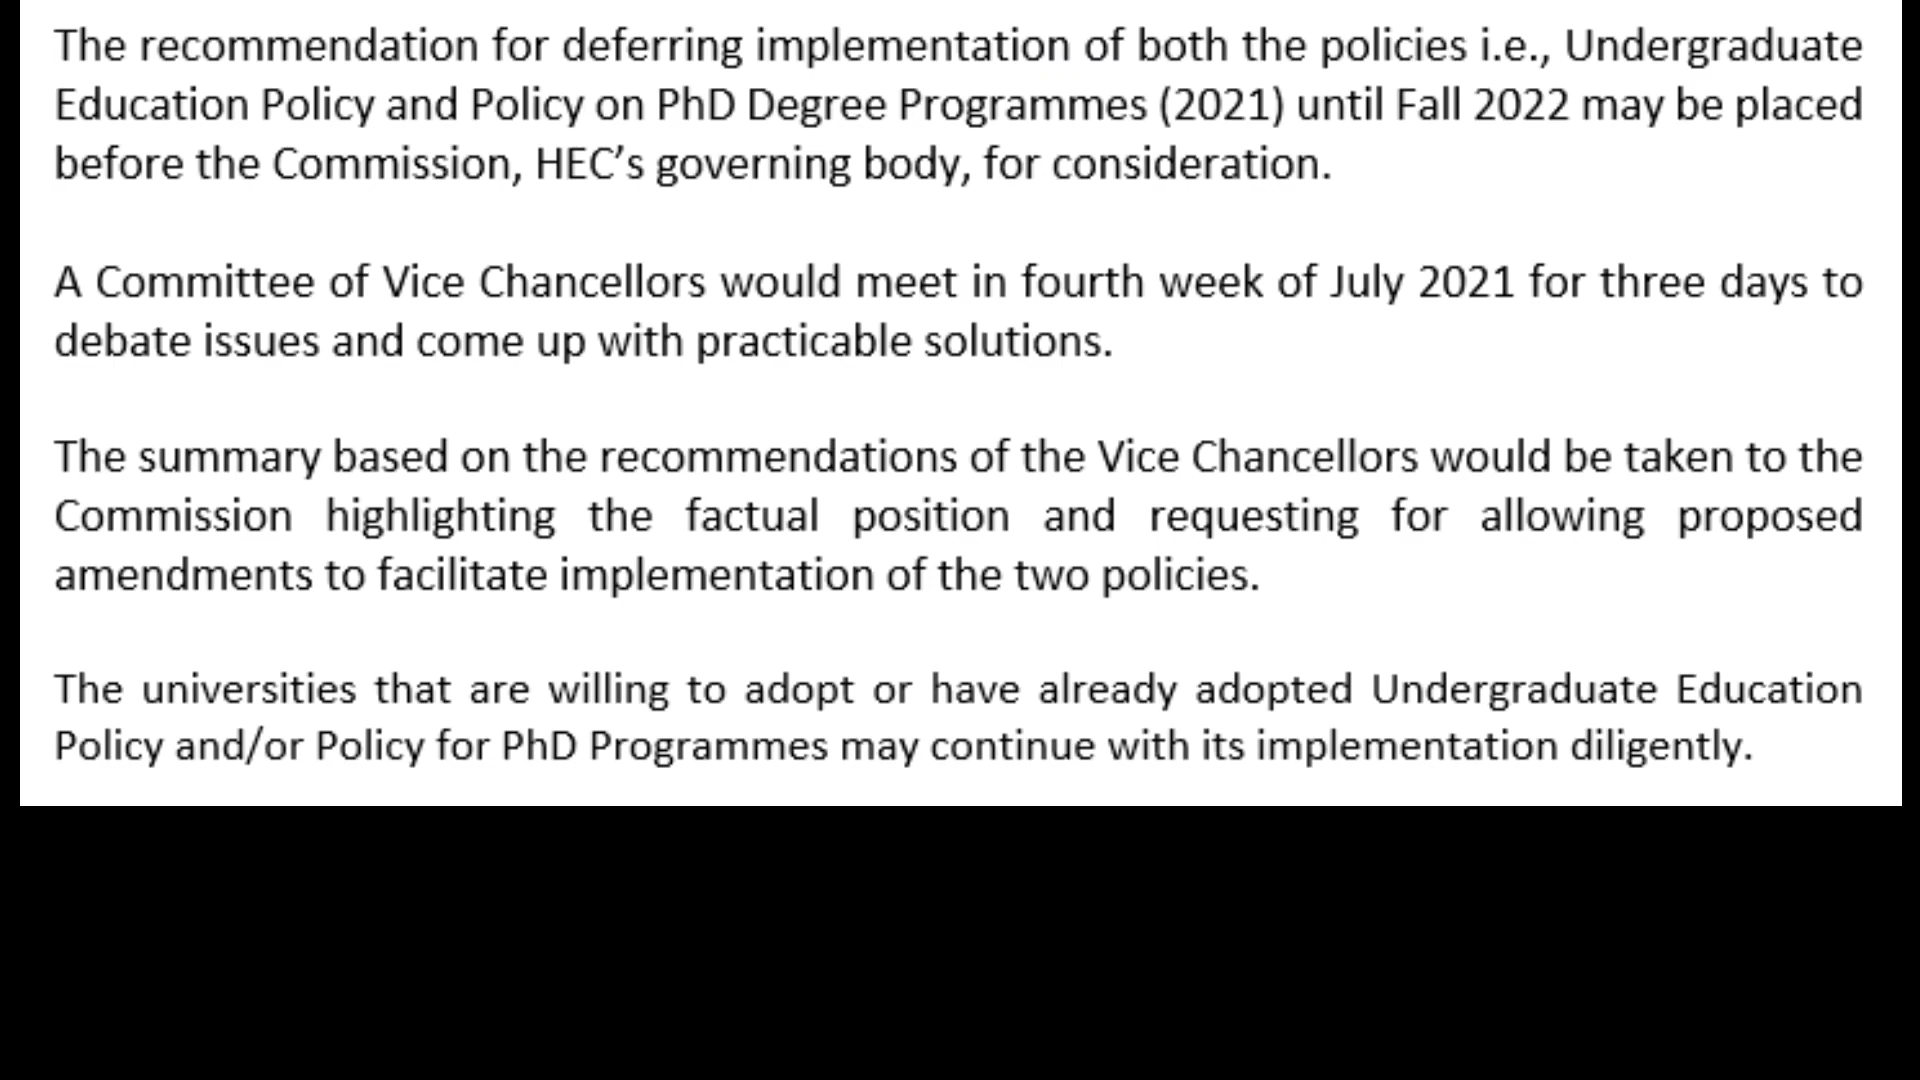 The recommendation for deferring implementation of both the policies i.e., Undergraduate
Education Policy and Policy on PhD Degree Programmes (2021) until Fall 2022 may be placed
before the Commission, HEC’s governing body, for consideration.
A Committee of Vice Chancellors would meet in fourth week of July 2021 for three days to
debate issues and come up with practicable solutions.
The summary based on the recommendations of the Vice Chancellors would be taken to the
Commission highlighting the factual position and requesting for allowing proposed
amendments to facilitate implementation of the two policies.
The universities that are willing to adopt or have already adopted Undergraduate Education
Policy and/or Policy for PhD Programmes may continue with its implementation diligently.